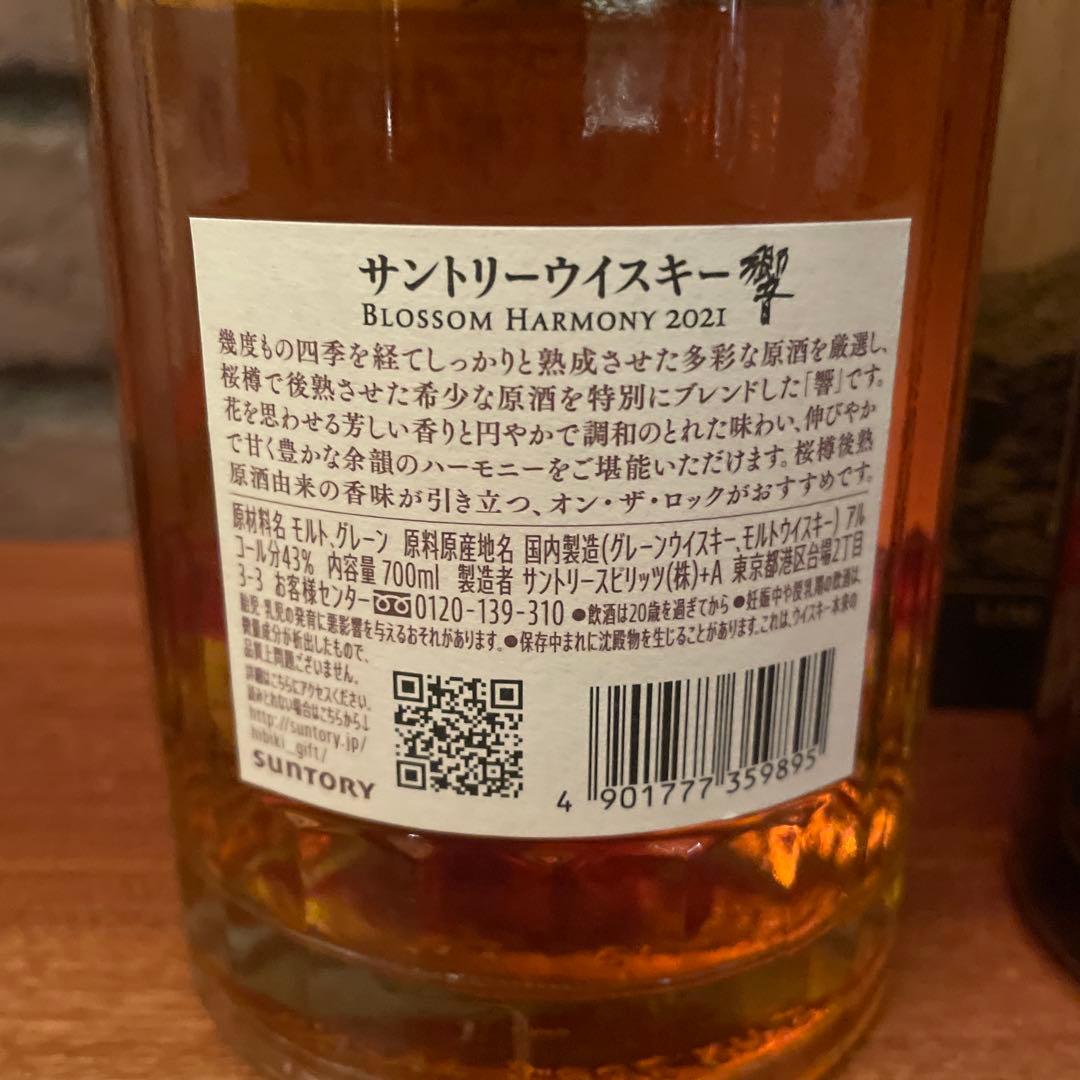 サントリーウイスキー 響
BLOSSOM HARMONY 2021
幾度もの四季を経てしっかりと熟成させた多彩な原酒を厳選し、
桜樽で後熟させた希少な原酒を特別にブレンドした「響」です。
花を思わせる芳しい香りと円やかで調和のとれた味わい、伸びやか
で甘く豊かな余韻のハーモニーをご堪能いただけます。桜樽後熟
原酒由来の香味が引き立つ、オン・ザ・ロックがおすすめです。
原材料名 モルト、グレーン 原料原産地名 国内製造(グレーンウイスキー、モルトウイスキー) アル
コール分43% 内容量 700ml 製造者 サントリースピリッツ(株)+A 東京都港区台場2丁目
3-3 お客様センター 0120-139-310 ●飲酒は20歳を過ぎてから ●妊娠中や授乳期の飲酒は、
胎児・乳児の発育に悪影響を与えるおそれがあります。●保存中まれに沈殿物を生じることがあります。これは、ウイスキー本来の
微量成分が析出したもので、
品質上問題ございません。
詳細はこちらにアクセスください。
読みとれない場合はこちらから↓
http://suntory.jp/
hibiki_gift/
SUNTORY
4 901777 359895